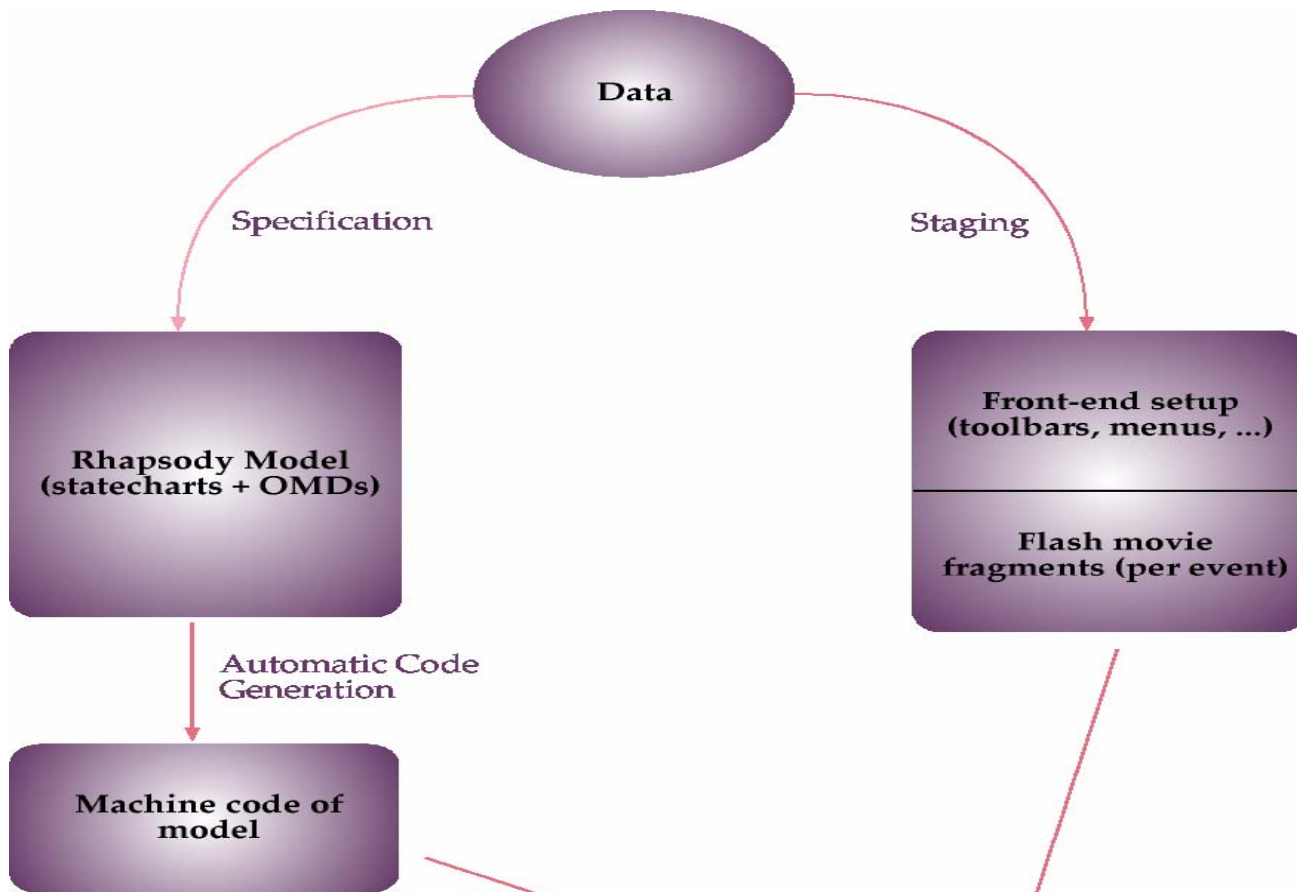 Data
Specification
Staging
Rhapsody Model
(statecharts + OMDs)
Front-end setup
(toolbars, menus, ...)
Flash movie
fragments (per event)
Automatic Code
Generation
Machine code of
model